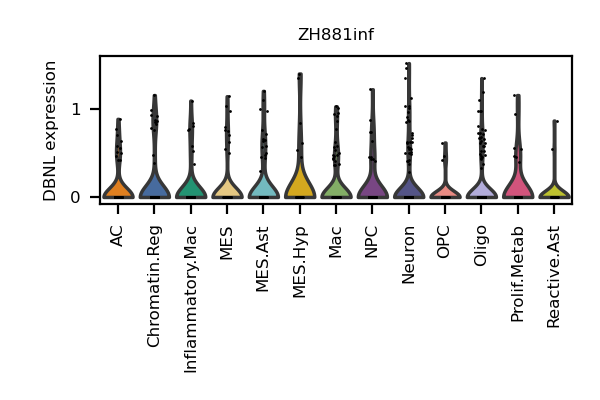 ZH881inf
DBNL expression
1
0
AC
Chromatin.Reg
Inflammatory.Mac
MES
MES.Ast
MES.Hyp
Mac
NPC
Neuron
OPC
Oligo
Prolif.Metab
Reactive.Ast